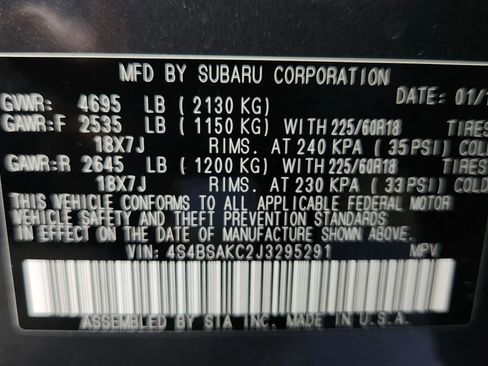 MFD BY SUBARU CORPORATION
GVWR: 4695 LB (2130 KG) DATE: 01/1
GAWR:F 2535 LB (1150 KG) WITH 225/60R18 TIRES
18X7J RIMS. AT 240 KPA (35 PSI) COLD
GAWR:R 2645 LB (1200 KG) WITH 225/60R18 TIRES
18X7J RIMS. AT 230 KPA (33 PSI) COLD
THIS VEHICLE CONFORMS TO ALL APPLICABLE FEDERAL MOTOR
VEHICLE SAFETY AND THEFT PREVENTION STANDARDS
IN EFFECT ON THE DATE OF MANUFACTURE SHOWN ABOVE.
VIN: 4S4BSAKC2J3295291 MPV
ASSEMBLED BY SIA INC. MADE IN U.S.A.